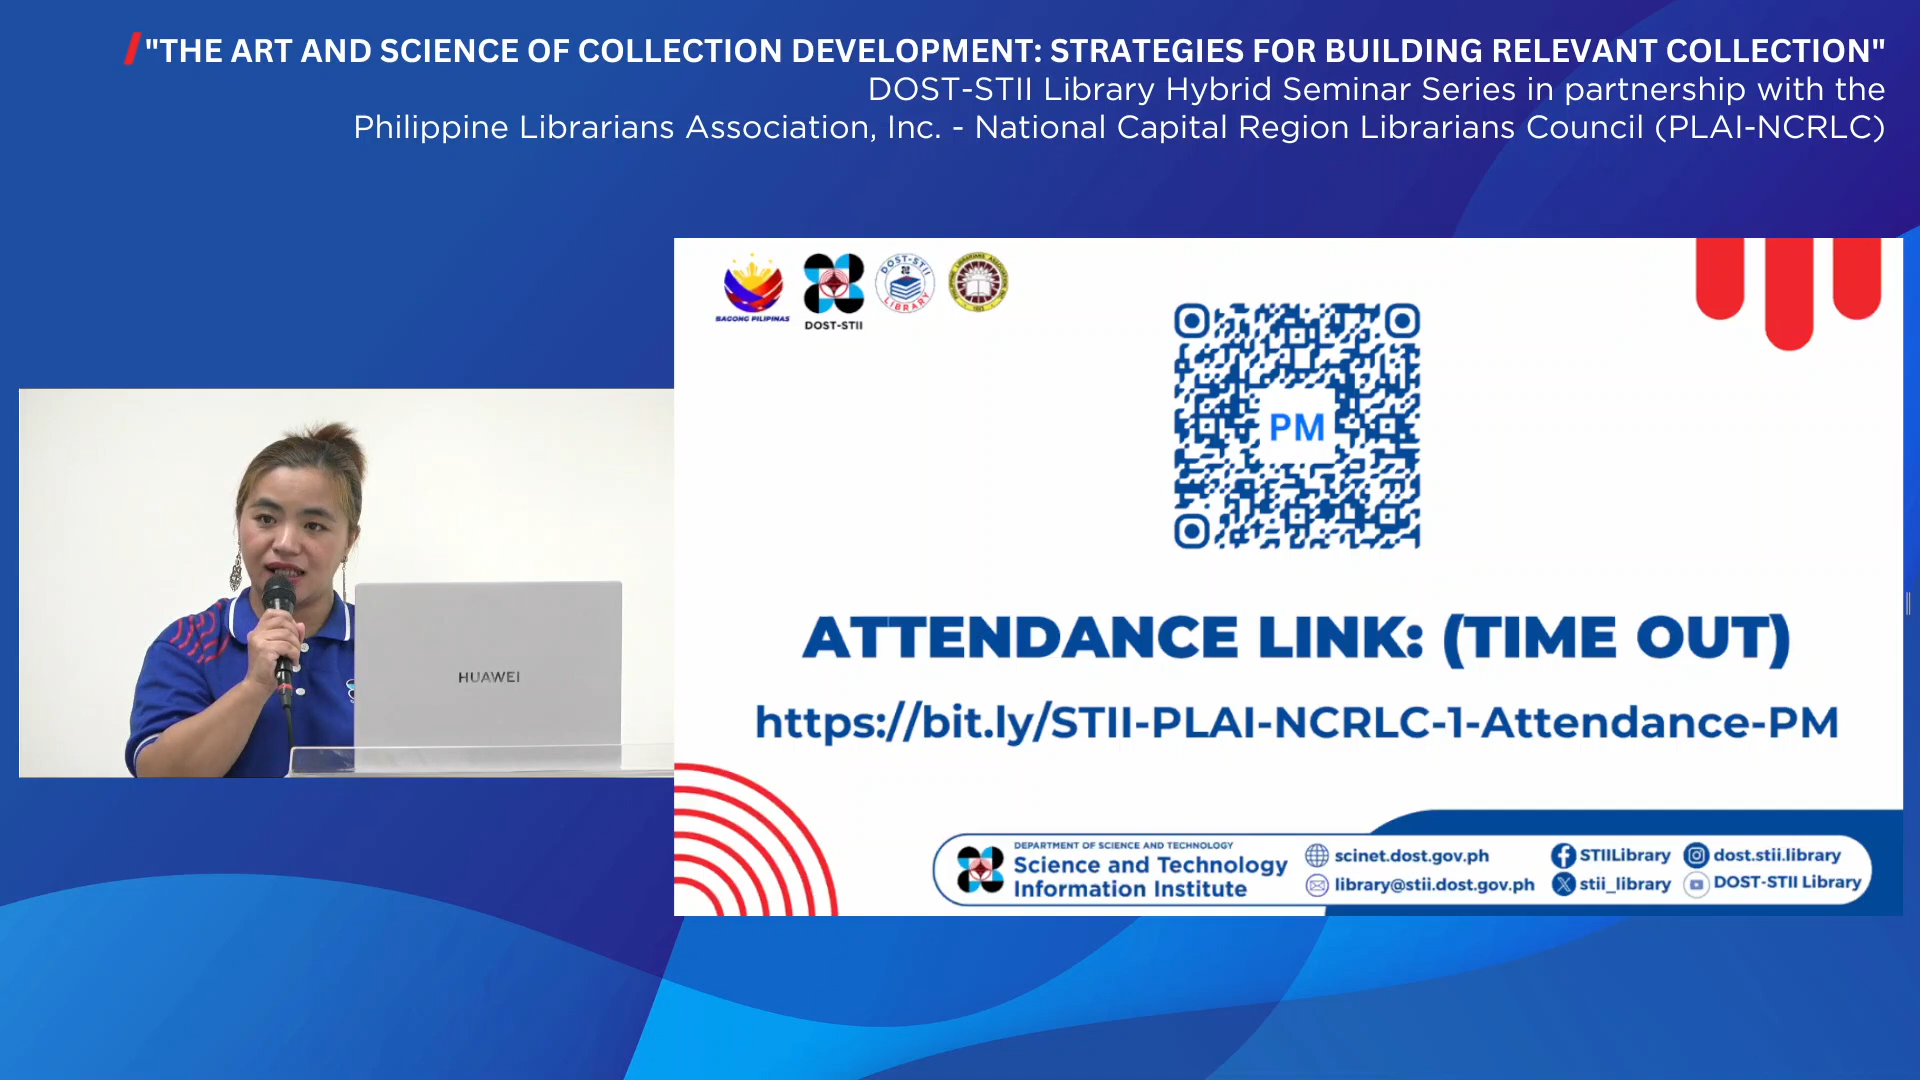 "THE ART AND SCIENCE OF COLLECTION DEVELOPMENT: STRATEGIES FOR BUILDING RELEVANT COLLECTION"
DOST-STII Library Hybrid Seminar Series in partnership with the
Philippine Librarians Association, Inc. - National Capital Region Librarians Council (PLAI-NCRLC)
BAGONG PILIPINAS
DOST-STII
DOST-STII
LIBRARY
PM
ATTENDANCE LINK: (TIME OUT)
https://bit.ly/STII-PLAI-NCRLC-1-Attendance-PM
HUAWEI
DEPARTMENT OF SCIENCE AND TECHNOLOGY
Science and Technology
Information Institute
scinet.dost.gov.ph
library@stii.dost.gov.ph
STIILibrary
stii_library
dost.stii.library
DOST-STII Library